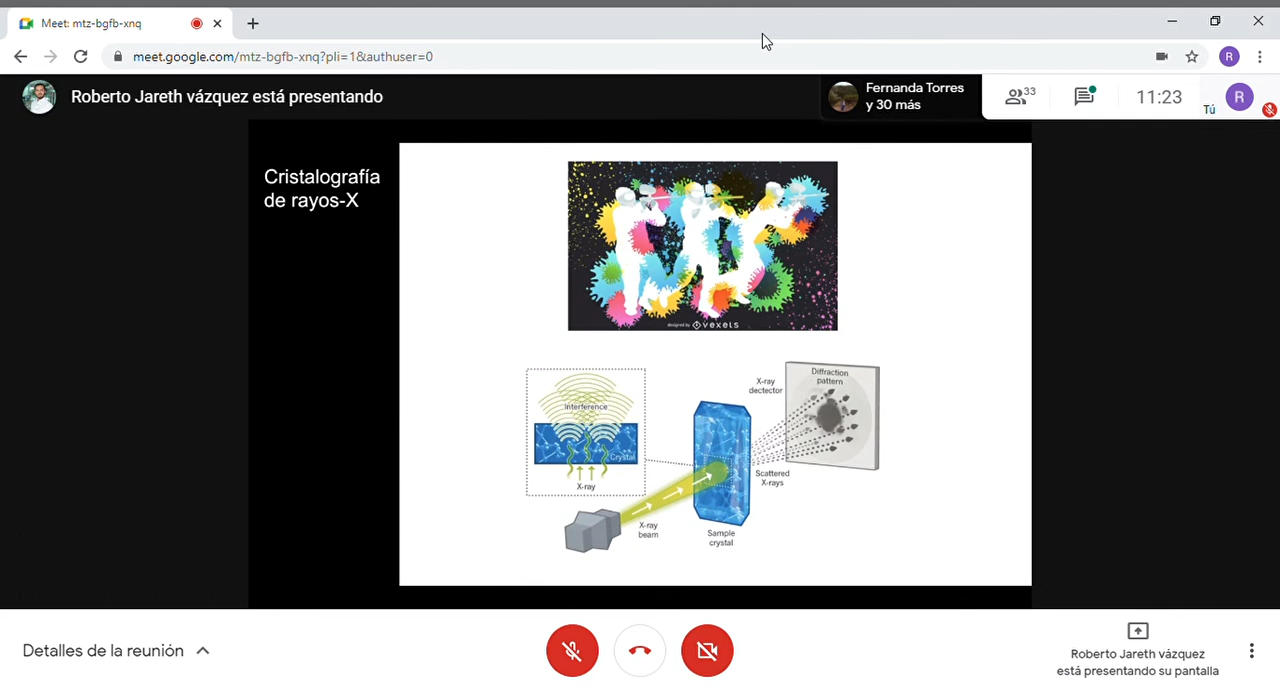 Meet: mtz-bgfb-xnq
meet.google.com/mtz-bgfb-xnq?pli=1&authuser=0
R
Roberto Jareth vázquez está presentando
Fernanda Torres
y 30 más
33
11:23
Tú
R
Cristalografía
de rayos-X
designed by vexels
Interference
Crystal
X-ray
X-ray
beam
Sample
crystal
X-ray
dectector
Diffraction
pattern
Scattered
X-rays
Detalles de la reunión
Roberto Jareth vázquez
está presentando su pantalla